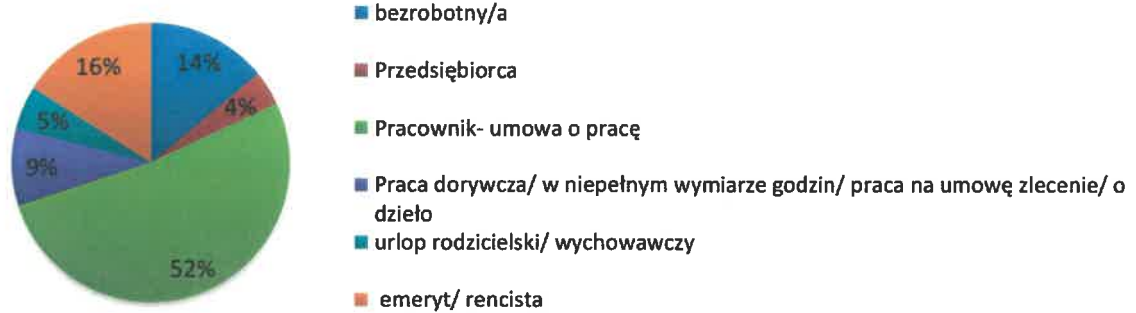 bezrobotny/a
16%
14%
Przedsiębiorca
4%
5%
Pracownik- umowa o pracę
9%
Praca dorywcza/ w niepełnym wymiarze godzin/ praca na umowę zlecenie/ o
dzieło
urlop rodzicielski/ wychowawczy
52%
emeryt/ rencista